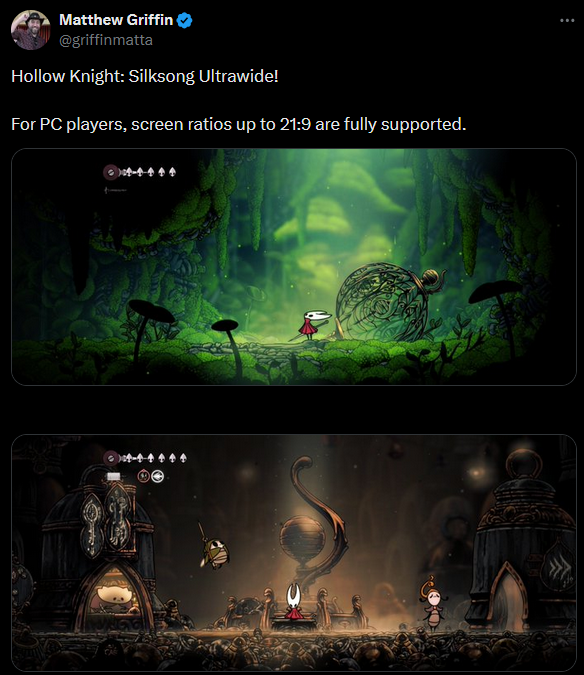 Matthew Griffin
@griffinmatta
Hollow Knight: Silksong Ultrawide!
For PC players, screen ratios up to 21:9 are fully supported.